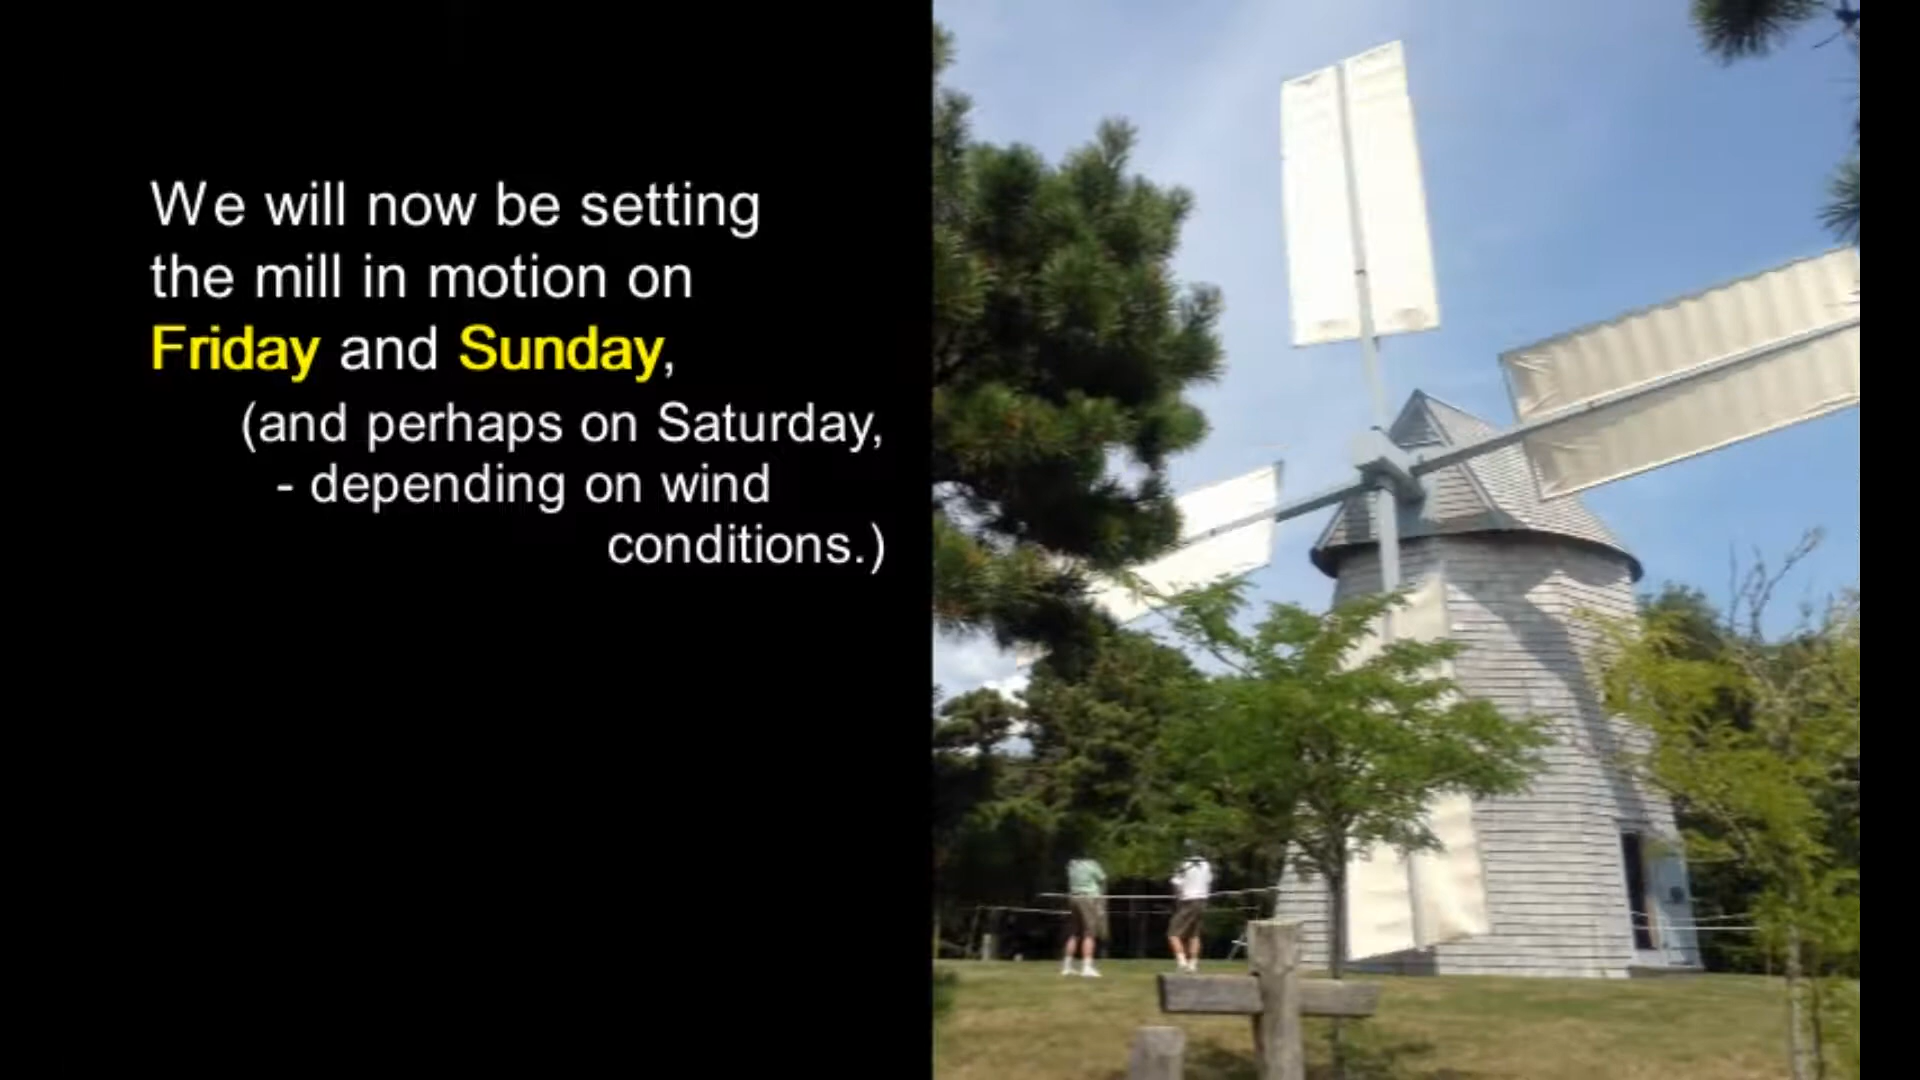 We will now be setting
the mill in motion on
Friday and Sunday,
(and perhaps on Saturday,
- depending on wind
conditions.)